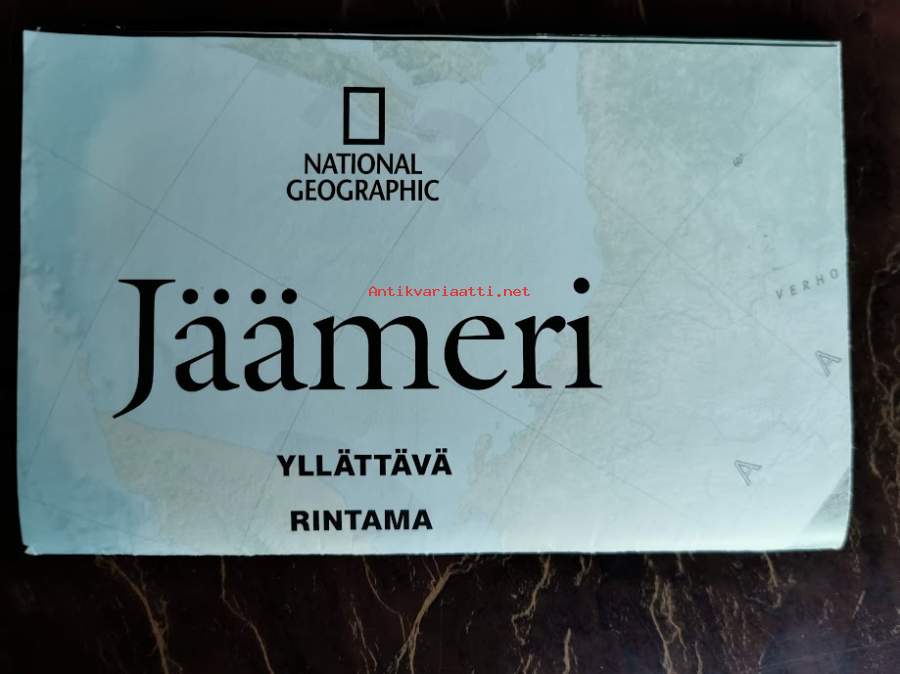 NATIONAL
GEOGRAPHIC
Antikvariaatti.net
Jäämeri
VERHO
A
A
YLLÄTTÄVÄ
RINTAMA